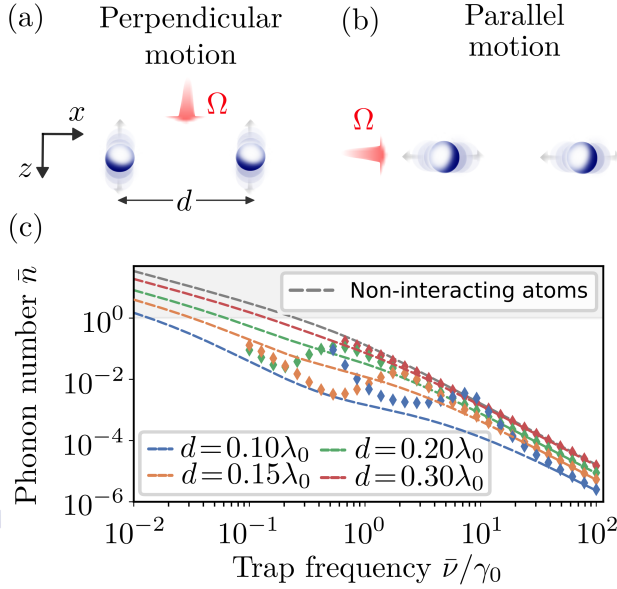 (a)
Perpendicular
motion
(b)
Parallel
motion
Ω
x
z
d
Ω
(c)
Non-interacting atoms
Phonon number n̄
10⁰
10⁻²
10⁻⁴
10⁻⁶
d=0.10λ₀
d=0.20λ₀
d=0.15λ₀
d=0.30λ₀
10⁻²
10⁻¹
10⁰
10¹
10²
Trap frequency ν̄/γ₀